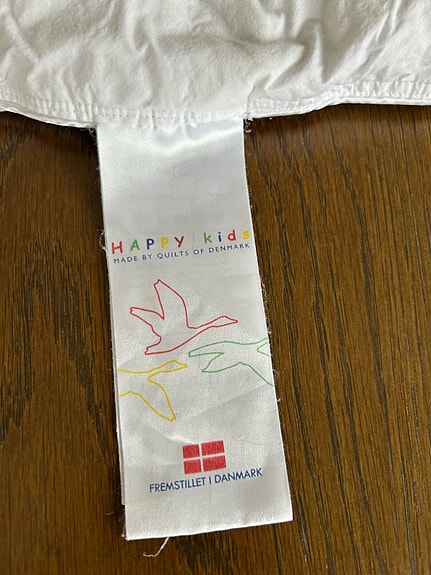 HAPPY kids
MADE BY QUILTS OF DENMARK
FREMSTILLET I DANMARK